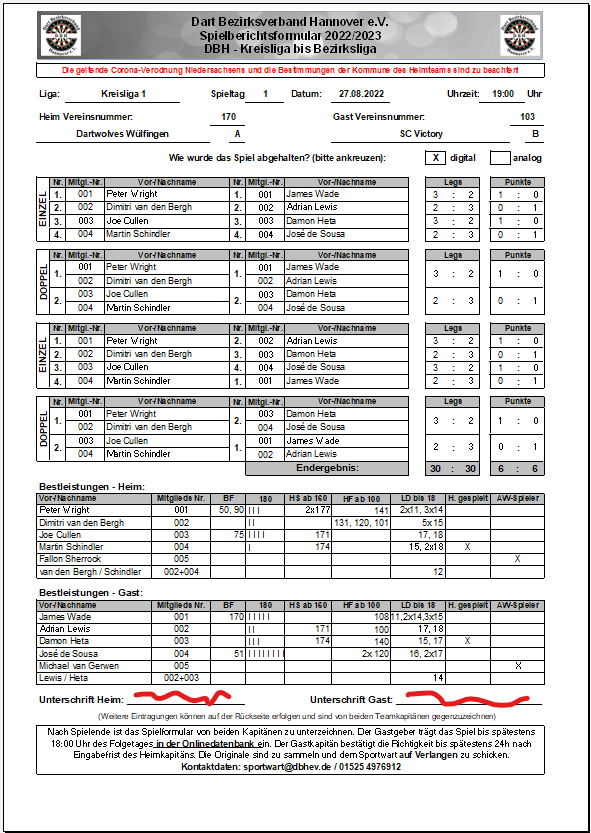 Dart Bezirksverband Hannover e.V.
Spielberichtsformular 2022/2023
DBH - Kreisliga bis Bezirksliga
Die geltende Corona-Verodnung Niedersachsens und die Bestimmungen der Kommune des Heimteams sind zu beachten!
Liga: Kreisliga 1 Spieltag 1 Datum: 27.08.2022 Uhrzeit: 19:00 Uhr
Heim Vereinsnummer: 170 Gast Vereinsnummer: 103
Dartwolves Wülfingen A SC Victory B
Wie wurde das Spiel abgehalten? (bitte ankreuzen): X digital analog
EINZEL
Nr. Mitgl.-Nr. Vor-/Nachname Nr. Mitgl.-Nr. Vor-/Nachname Legs Punkte
1. 001 Peter Wright 1. 001 James Wade 3 : 2 1 : 0
2. 002 Dimitri van den Bergh 2. 002 Adrian Lewis 2 : 3 0 : 1
3. 003 Joe Cullen 3. 003 Damon Heta 3 : 2 1 : 0
4. 004 Martin Schindler 4. 004 José de Sousa 2 : 3 0 : 1
DOPPEL
Nr. Mitgl.-Nr. Vor-/Nachname Nr. Mitgl.-Nr. Vor-/Nachname Legs Punkte
1. 001 Peter Wright 1. 001 James Wade 3 : 2 1 : 0
002 Dimitri van den Bergh 002 Adrian Lewis
2. 003 Joe Cullen 2. 003 Damon Heta 2 : 3 0 : 1
004 Martin Schindler 004 José de Sousa
EINZEL
Nr. Mitgl.-Nr. Vor-/Nachname Nr. Mitgl.-Nr. Vor-/Nachname Legs Punkte
1. 001 Peter Wright 2. 002 Adrian Lewis 3 : 2 1 : 0
2. 002 Dimitri van den Bergh 3. 003 Damon Heta 2 : 3 0 : 1
3. 003 Joe Cullen 4. 004 José de Sousa 3 : 2 1 : 0
4. 004 Martin Schindler 1. 001 James Wade 2 : 3 0 : 1
DOPPEL
Nr. Mitgl.-Nr. Vor-/Nachname Nr. Mitgl.-Nr. Vor-/Nachname Legs Punkte
1. 001 Peter Wright 2. 003 Damon Heta 3 : 2 1 : 0
002 Dimitri van den Bergh 004 José de Sousa
2. 003 Joe Cullen 1. 001 James Wade 2 : 3 0 : 1
004 Martin Schindler 002 Adrian Lewis
Endergebnis: 30 : 30 6 : 6
Bestleistungen - Heim:
Vor-/Nachname Mitglieds Nr. BF 180 HS ab 160 HF ab 100 LD bis 18 H. gespielt AW-Spieler
Peter Wright 001 50, 90 I I I 2x177 141 2x11, 3x14
Dimitri van den Bergh 002 I I 131, 120, 101 5x15
Joe Cullen 003 75 I I I I 171 17, 18
Martin Schindler 004 I 174 15, 2x18 X
Fallon Sherrock 005 X
van den Bergh / Schindler 002+004 12
Bestleistungen - Gast:
Vor-/Nachname Mitglieds Nr. BF 180 HS ab 160 HF ab 100 LD bis 18 H. gespielt AW-Spieler
James Wade 001 170 I I I I I 108 11,2x14,3x15
Adrian Lewis 002 I I 171 100 17, 18
Damon Heta 003 I I I 174 140 15, 17 X
José de Sousa 004 51 I I I I I I I I 2x 120 16, 2x17
Michael van Gerwen 005 X
Lewis / Heta 002+003 14
Unterschrift Heim: Unterschrift Gast:
(Weitere Eintragungen können auf der Rückseite erfolgen und sind von beiden Teamkapitänen gegenzuzeichnen)
Nach Spielende ist das Spielformular von beiden Kapitänen zu unterzeichnen. Der Gastgeber trägt das Spiel bis spätestens
18:00 Uhr des Folgetages in der Onlinedatenbank ein. Der Gastkapitän bestätigt die Richtigkeit bis spätestens 24h nach
Eingabefrist des Heimkapitäns. Die Originale sind zu sammeln und dem Sportwart auf Verlangen zu schicken.
Kontaktdaten: sportwart@dbhev.de / 01525 4976912